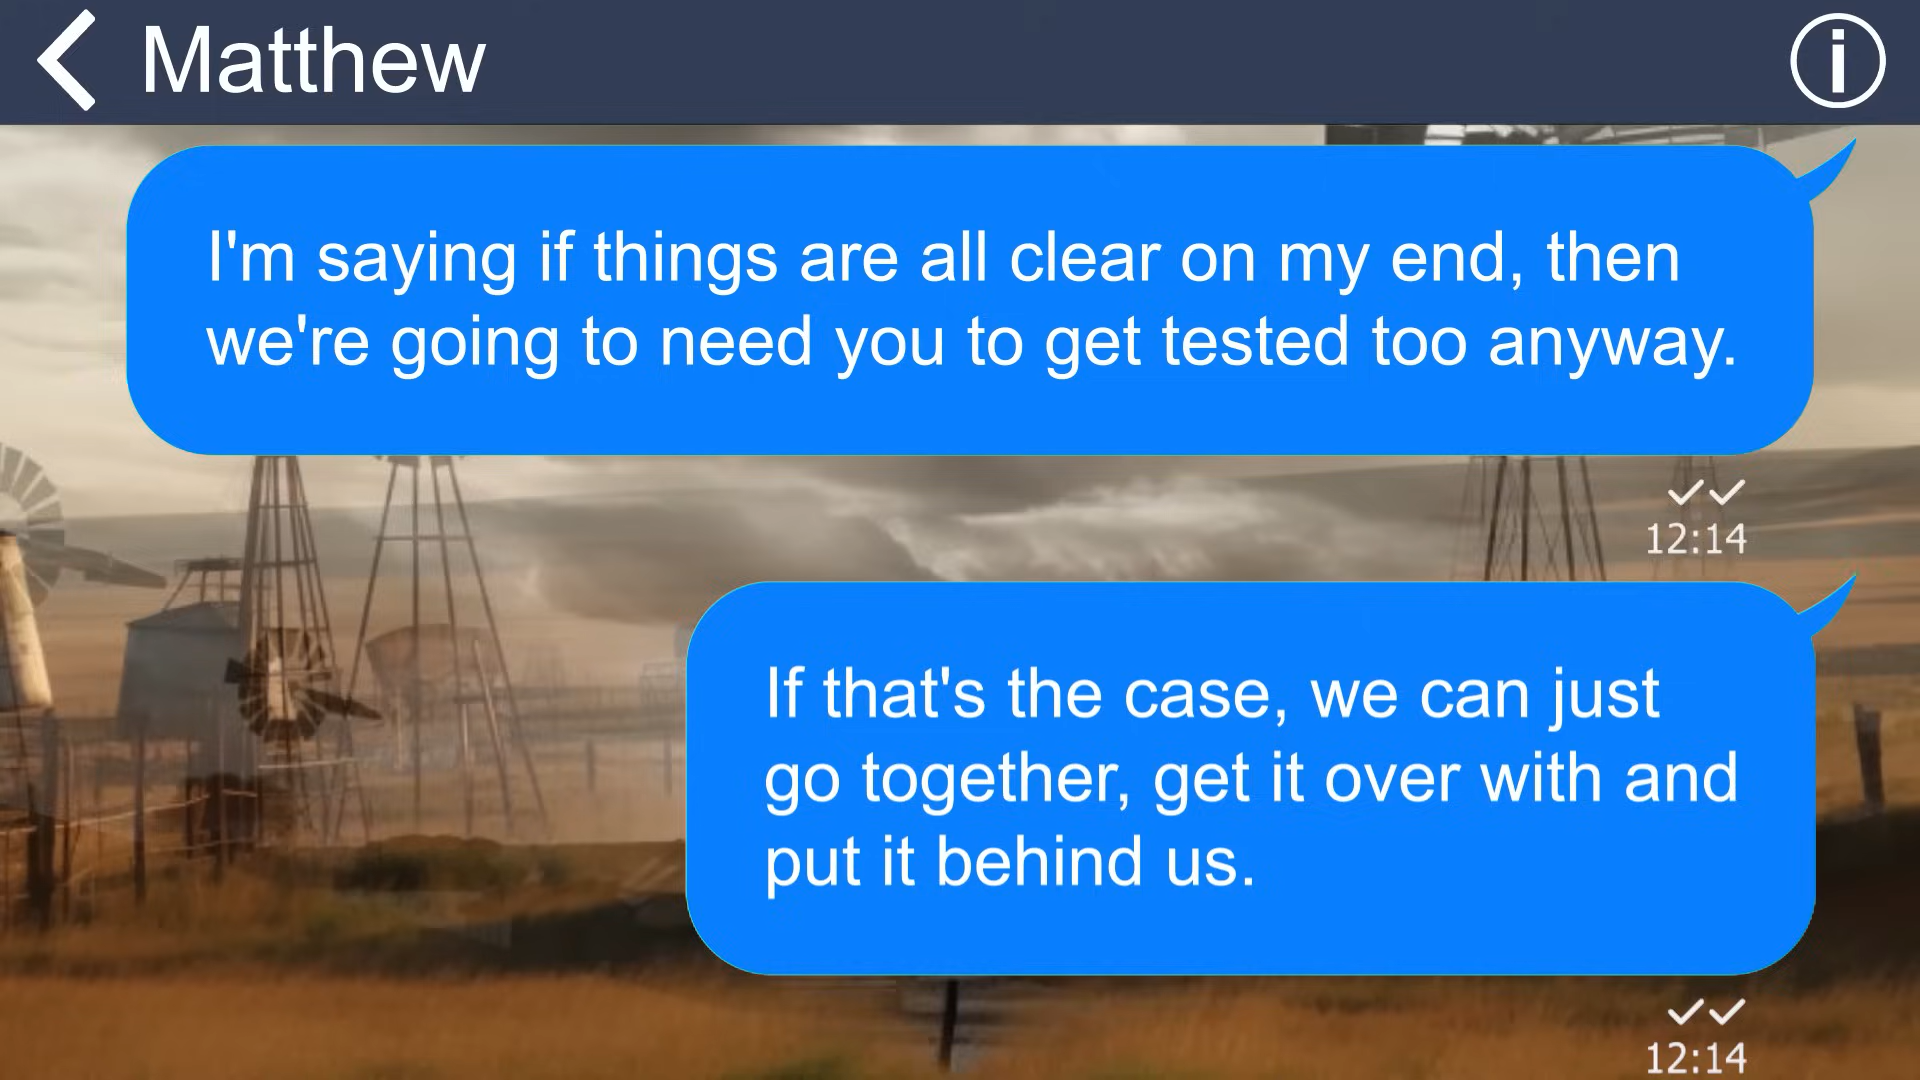 Matthew
I'm saying if things are all clear on my end, then
we're going to need you to get tested too anyway.
12:14
If that's the case, we can just
go together, get it over with and
put it behind us.
12:14